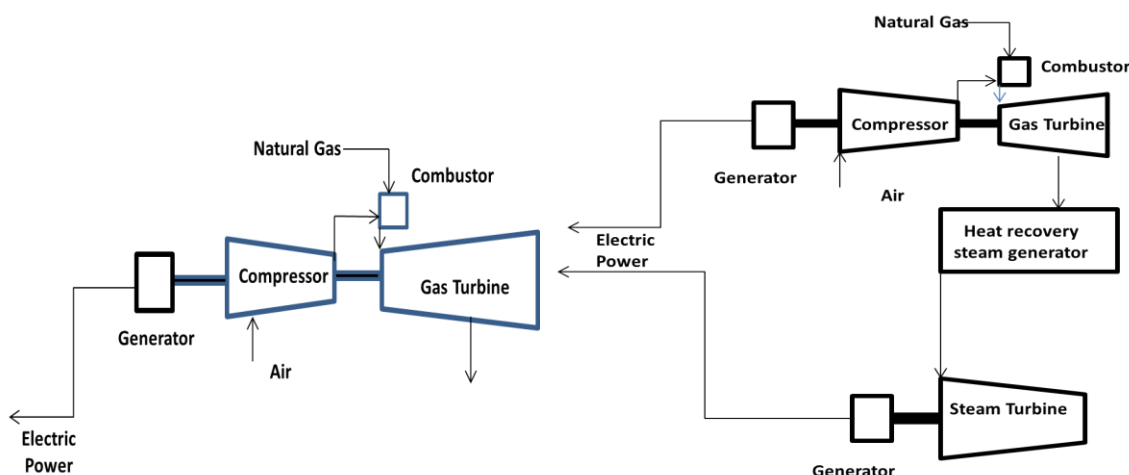 Natural Gas
Combustor
Compressor
Gas Turbine
Generator
Air
Electric
Power
Natural Gas
Combustor
Compressor
Gas Turbine
Generator
Air
Heat recovery
steam generator
Electric
Power
Steam Turbine
Generator